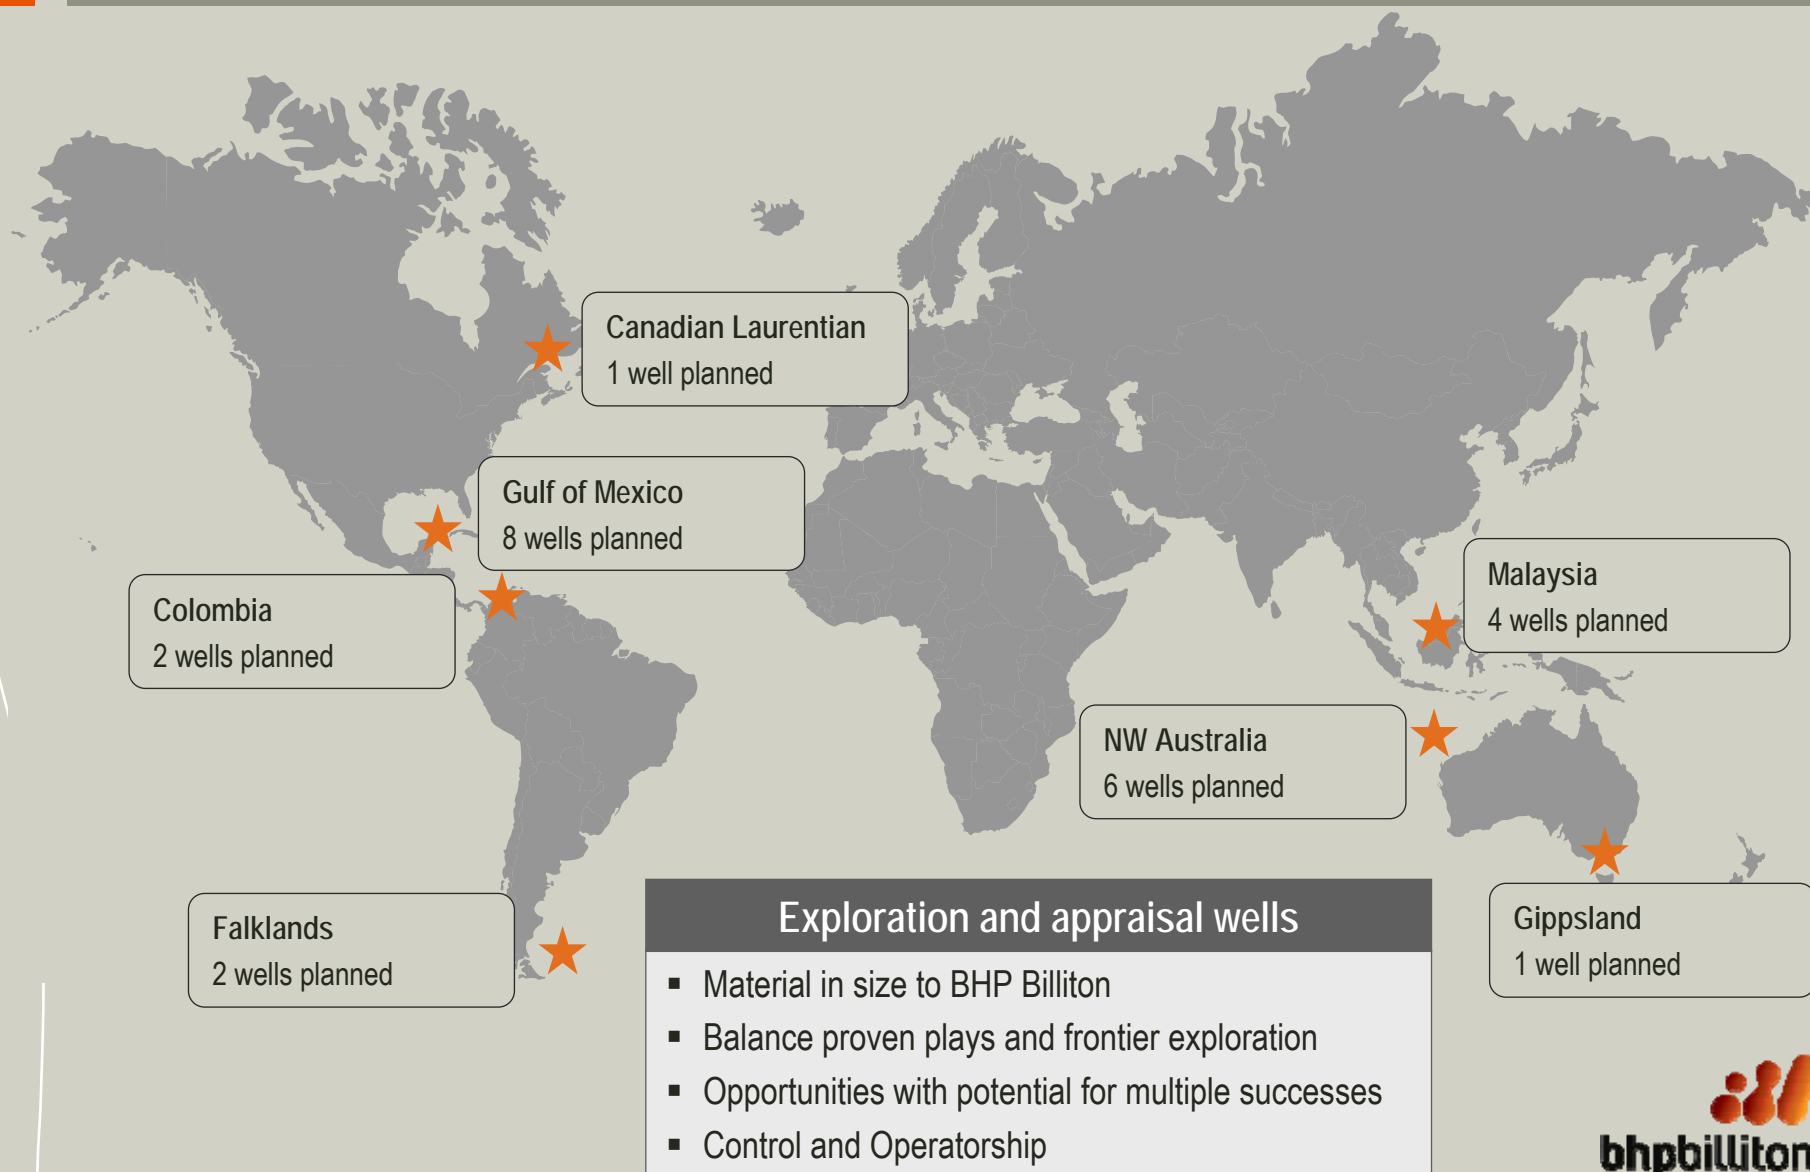 Canadian Laurentian
1 well planned
Gulf of Mexico
8 wells planned
Colombia
2 wells planned
Malaysia
4 wells planned
NW Australia
6 wells planned
Falklands
2 wells planned
Gippsland
1 well planned
Exploration and appraisal wells
▪ Material in size to BHP Billiton
▪ Balance proven plays and frontier exploration
▪ Opportunities with potential for multiple successes
▪ Control and Operatorship
bhpbilliton